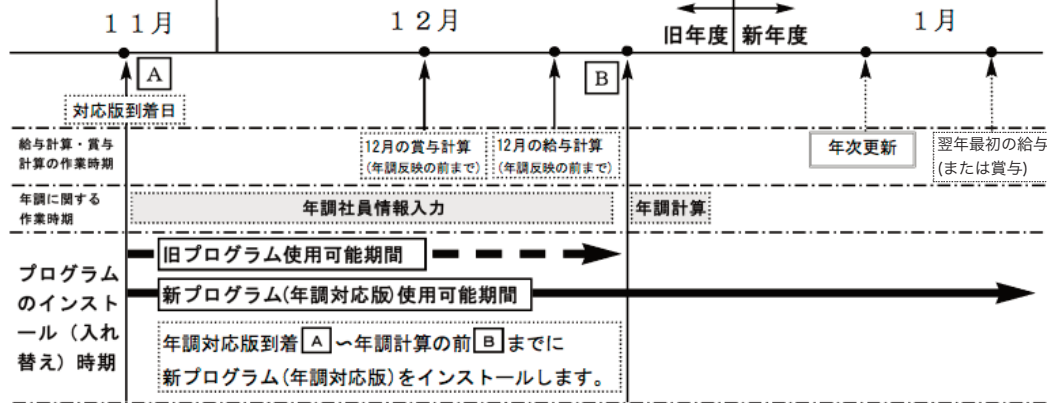 11月
12月
旧年度
新年度
1月
A
B
対応版到着日
給与計算・賞与
計算の作業時期
12月の賞与計算
(年調反映の前まで)
12月の給与計算
(年調反映の前まで)
年次更新
翌年最初の給与
(または賞与)
年調に関する
作業時期
年調社員情報入力
年調計算
プログラム
のインスト
ール（入れ
替え）時期
旧プログラム使用可能期間
新プログラム(年調対応版)使用可能期間
年調対応版到着 A ～年調計算の前 B までに
新プログラム(年調対応版)をインストールします。